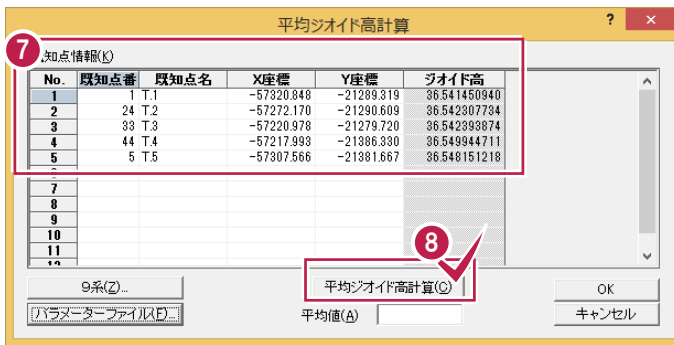 平均ジオイド高計算 ? ×
7 知点情報(K)
No. 既知点番 既知点名 X座標 Y座標 ジオイド高
1 1 T.1 -57320.848 -21289.319 36.541450940
2 24 T.2 -57272.170 -21290.609 36.542307734
3 33 T.3 -57220.978 -21279.720 36.542393874
4 44 T.4 -57217.993 -21386.330 36.549944711
5 5 T.5 -57307.566 -21381.667 36.548151218
7
8
9
10
11
8
9系(Z)... 平均ジオイド高計算(C) OK
パラメーターファイル(F)... 平均値(A) キャンセル